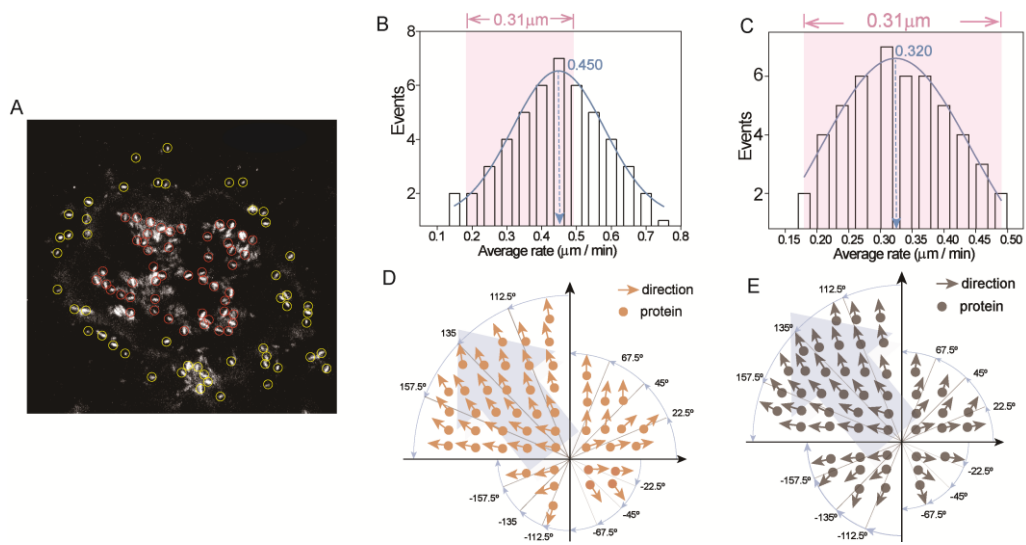 A
B
0.31μm
8
6
4
2
Events
0.450
0.1 0.2 0.3 0.4 0.5 0.6 0.7 0.8
Average rate (μm / min)
C
0.31μm
6
4
2
Events
0.320
0.15 0.20 0.25 0.30 0.35 0.40 0.45 0.50
Average rate (μm / min)
D
direction
protein
112.5º
135
157.5º
67.5º
45º
22.5º
-22.5º
-45º
-67.5º
-112.5º
-135
-157.5º
E
direction
protein
112.5º
135º
157.5º
67.5º
45º
22.5º
-22.5º
-45º
-67.5º
-112.5º
-135º
-157.5º